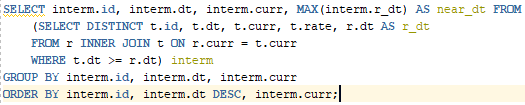 SELECT interm.id, interm.dt, interm.curr, MAX(interm.r_dt) AS near_dt FROM
(SELECT DISTINCT t.id, t.dt, t.curr, t.rate, r.dt AS r_dt
FROM r INNER JOIN t ON r.curr = t.curr
WHERE t.dt >= r.dt) interm
GROUP BY interm.id, interm.dt, interm.curr
ORDER BY interm.id, interm.dt DESC, interm.curr;